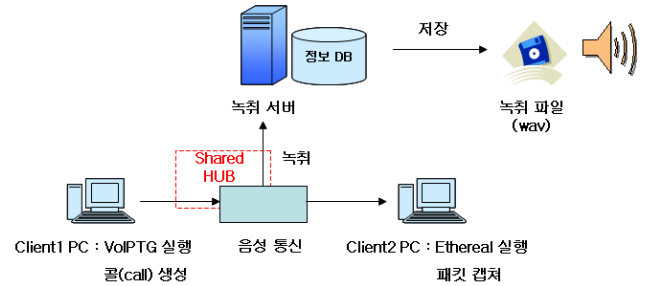 정보 DB
저장
녹취 서버
녹취 파일
(wav)
Shared
HUB
녹취
Client1 PC : VoIPTG 실행
음성 통신
Client2 PC : Ethereal 실행
콜(call) 생성
패킷 캡쳐